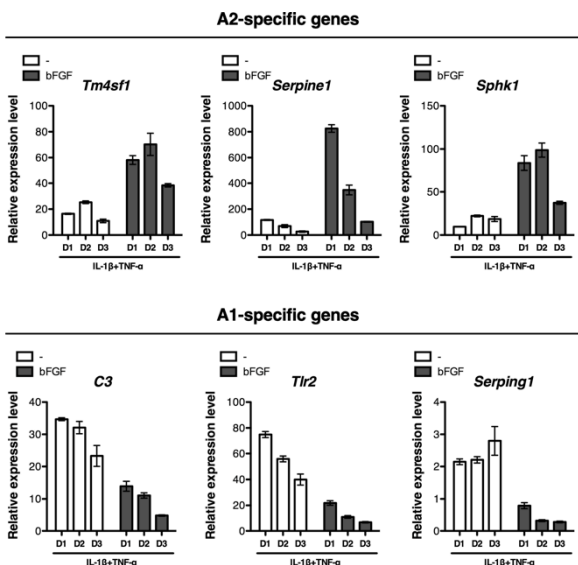 A2-specific genes
-
bFGF
Tm4sf1
Relative expression level
100
80
60
40
20
0
D1 D2 D3 D1 D2 D3
IL-1β+TNF-α
-
bFGF
Serpine1
Relative expression level
1000
800
600
400
200
0
D1 D2 D3 D1 D2 D3
IL-1β+TNF-α
-
bFGF
Sphk1
Relative expression level
150
100
50
0
D1 D2 D3 D1 D2 D3
IL-1β+TNF-α
A1-specific genes
-
bFGF
C3
Relative expression level
40
30
20
10
0
D1 D2 D3 D1 D2 D3
IL-1β+TNF-α
-
bFGF
Tlr2
Relative expression level
100
80
60
40
20
0
D1 D2 D3 D1 D2 D3
IL-1β+TNF-α
-
bFGF
Serping1
Relative expression level
4
3
2
1
0
D1 D2 D3 D1 D2 D3
IL-1β+TNF-α